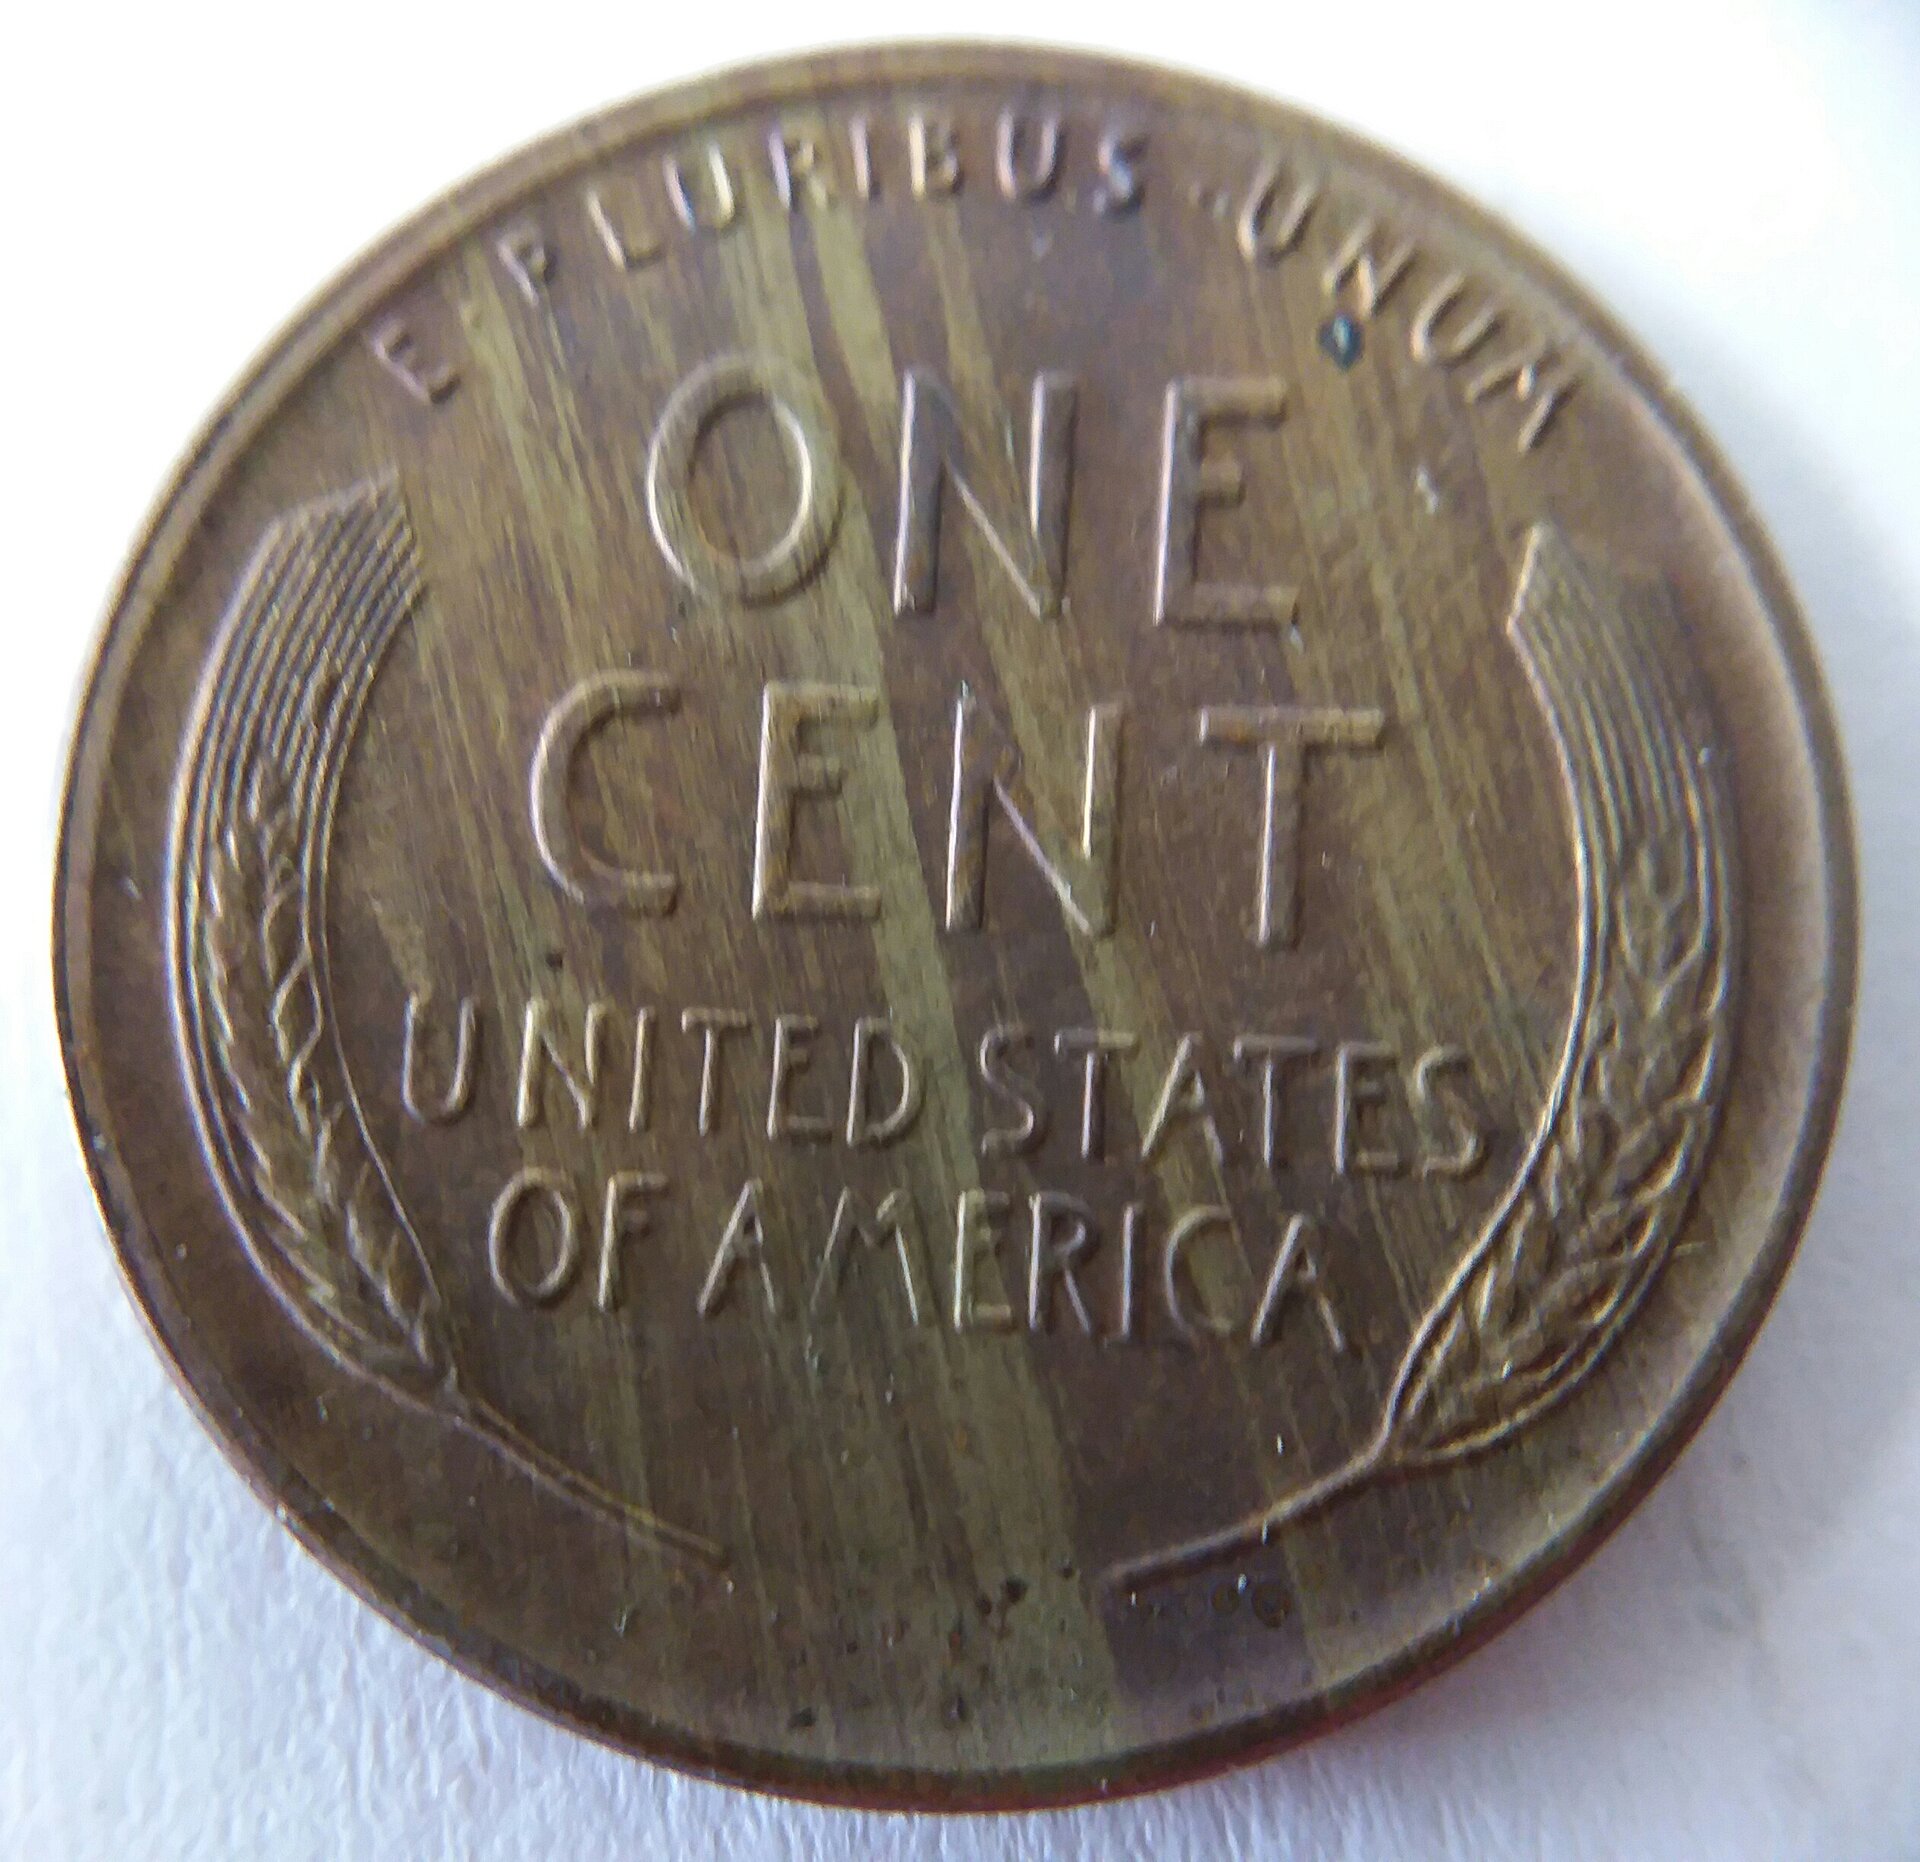 E·PLURIBUS·UNUM
ONE
CENT
UNITED STATES
OF AMERICA